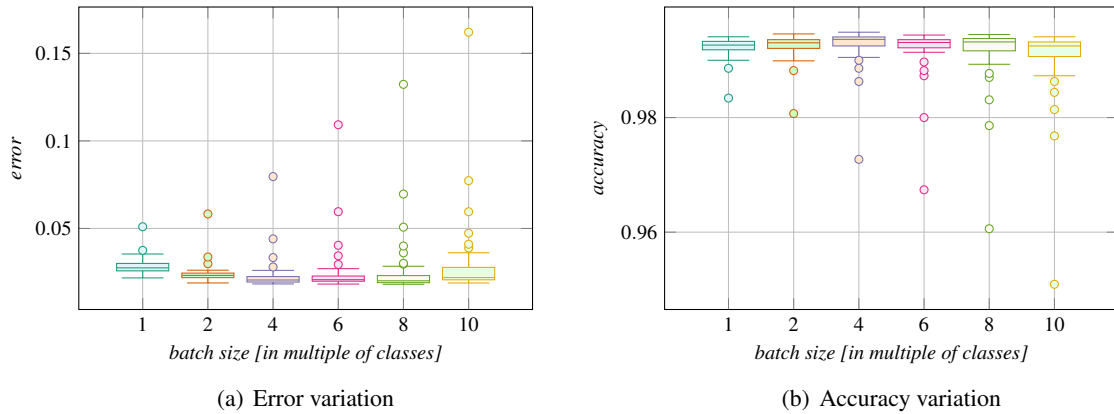 0.15
0.1
0.05
error
1 2 4 6 8 10
batch size [in multiple of classes]
(a) Error variation
0.98
0.96
accuracy
1 2 4 6 8 10
batch size [in multiple of classes]
(b) Accuracy variation